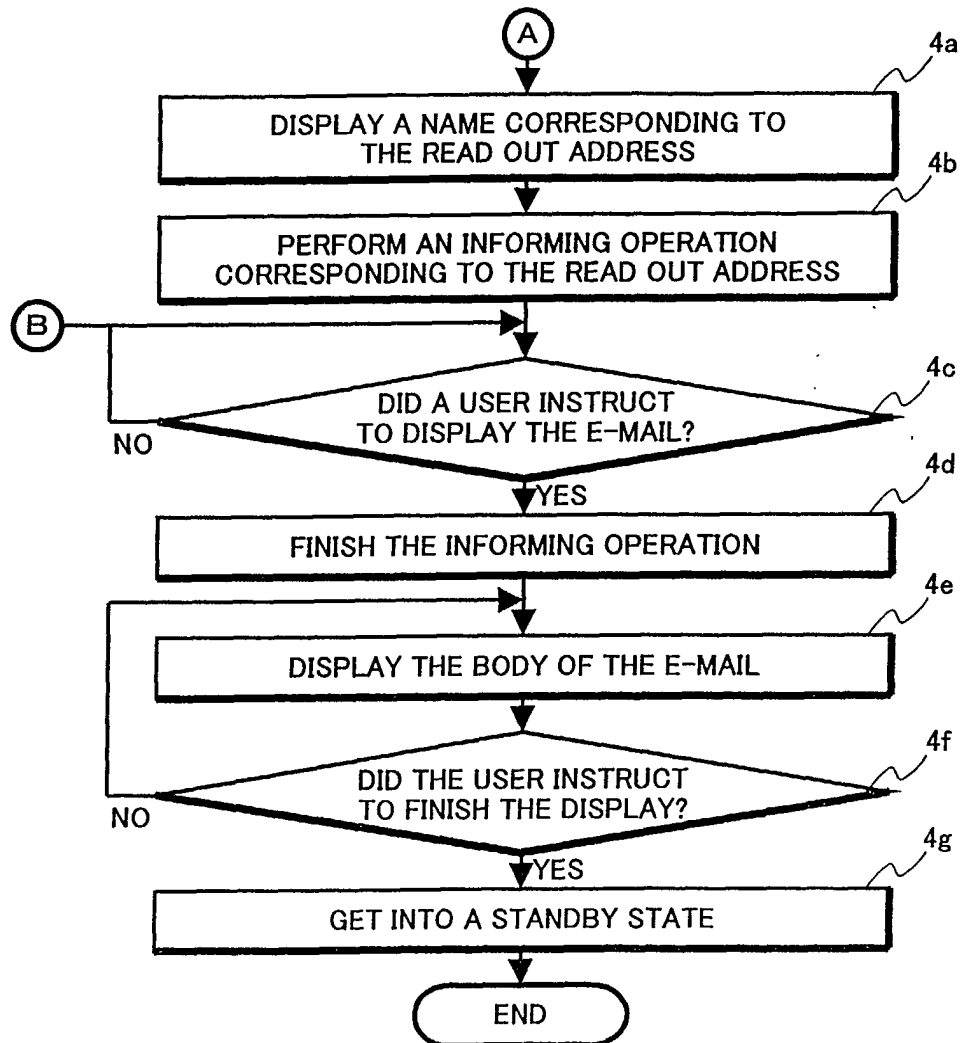 A
4a
DISPLAY A NAME CORRESPONDING TO
THE READ OUT ADDRESS
4b
PERFORM AN INFORMING OPERATION
CORRESPONDING TO THE READ OUT ADDRESS
B
4c
DID A USER INSTRUCT
TO DISPLAY THE E-MAIL?
NO
YES
4d
FINISH THE INFORMING OPERATION
4e
DISPLAY THE BODY OF THE E-MAIL
4f
DID THE USER INSTRUCT
TO FINISH THE DISPLAY?
NO
YES
4g
GET INTO A STANDBY STATE
END